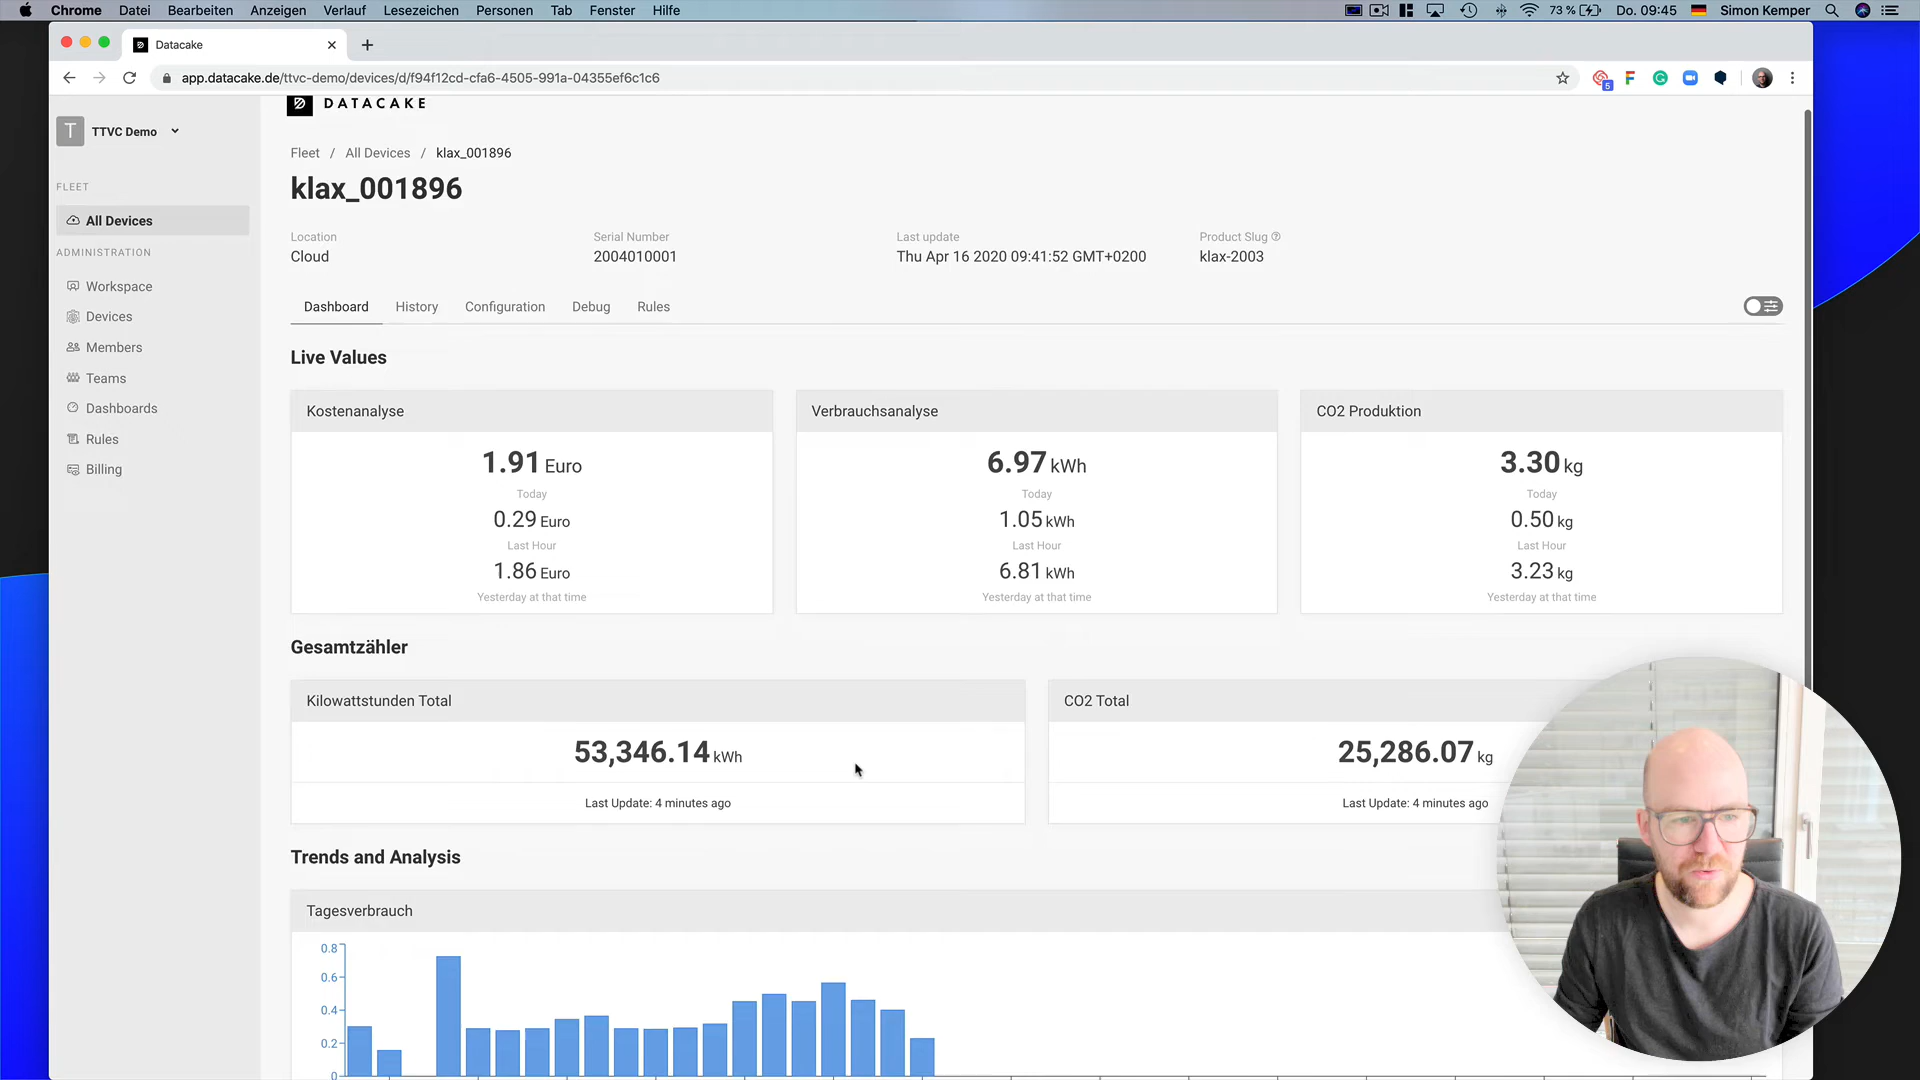 Chrome Datei Bearbeiten Anzeigen Verlauf Lesezeichen Personen Tab Fenster Hilfe 73 % Do. 09:45 Simon Kemper
Datacake
app.datacake.de/ttvc-demo/devices/d/f94f12cd-cfa6-4505-991a-04355ef6c1c6 5
T TTVC Demo
FLEET
All Devices
ADMINISTRATION
Workspace
Devices
Members
Teams
Dashboards
Rules
Billing
DATACAKE
Fleet / All Devices / klax_001896
klax_001896
Location Serial Number Last update Product Slug
Cloud 2004010001 Thu Apr 16 2020 09:41:52 GMT+0200 klax-2003
Dashboard History Configuration Debug Rules
Live Values
Kostenanalyse
1.91 Euro
Today
0.29 Euro
Last Hour
1.86 Euro
Yesterday at that time
Verbrauchsanalyse
6.97 kWh
Today
1.05 kWh
Last Hour
6.81 kWh
Yesterday at that time
CO2 Produktion
3.30 kg
Today
0.50 kg
Last Hour
3.23 kg
Yesterday at that time
Gesamtzähler
Kilowattstunden Total
53,346.14 kWh
Last Update: 4 minutes ago
CO2 Total
25,286.07 kg
Last Update: 4 minutes ago
Trends and Analysis
Tagesverbrauch
0.8
0.6
0.4
0.2
0